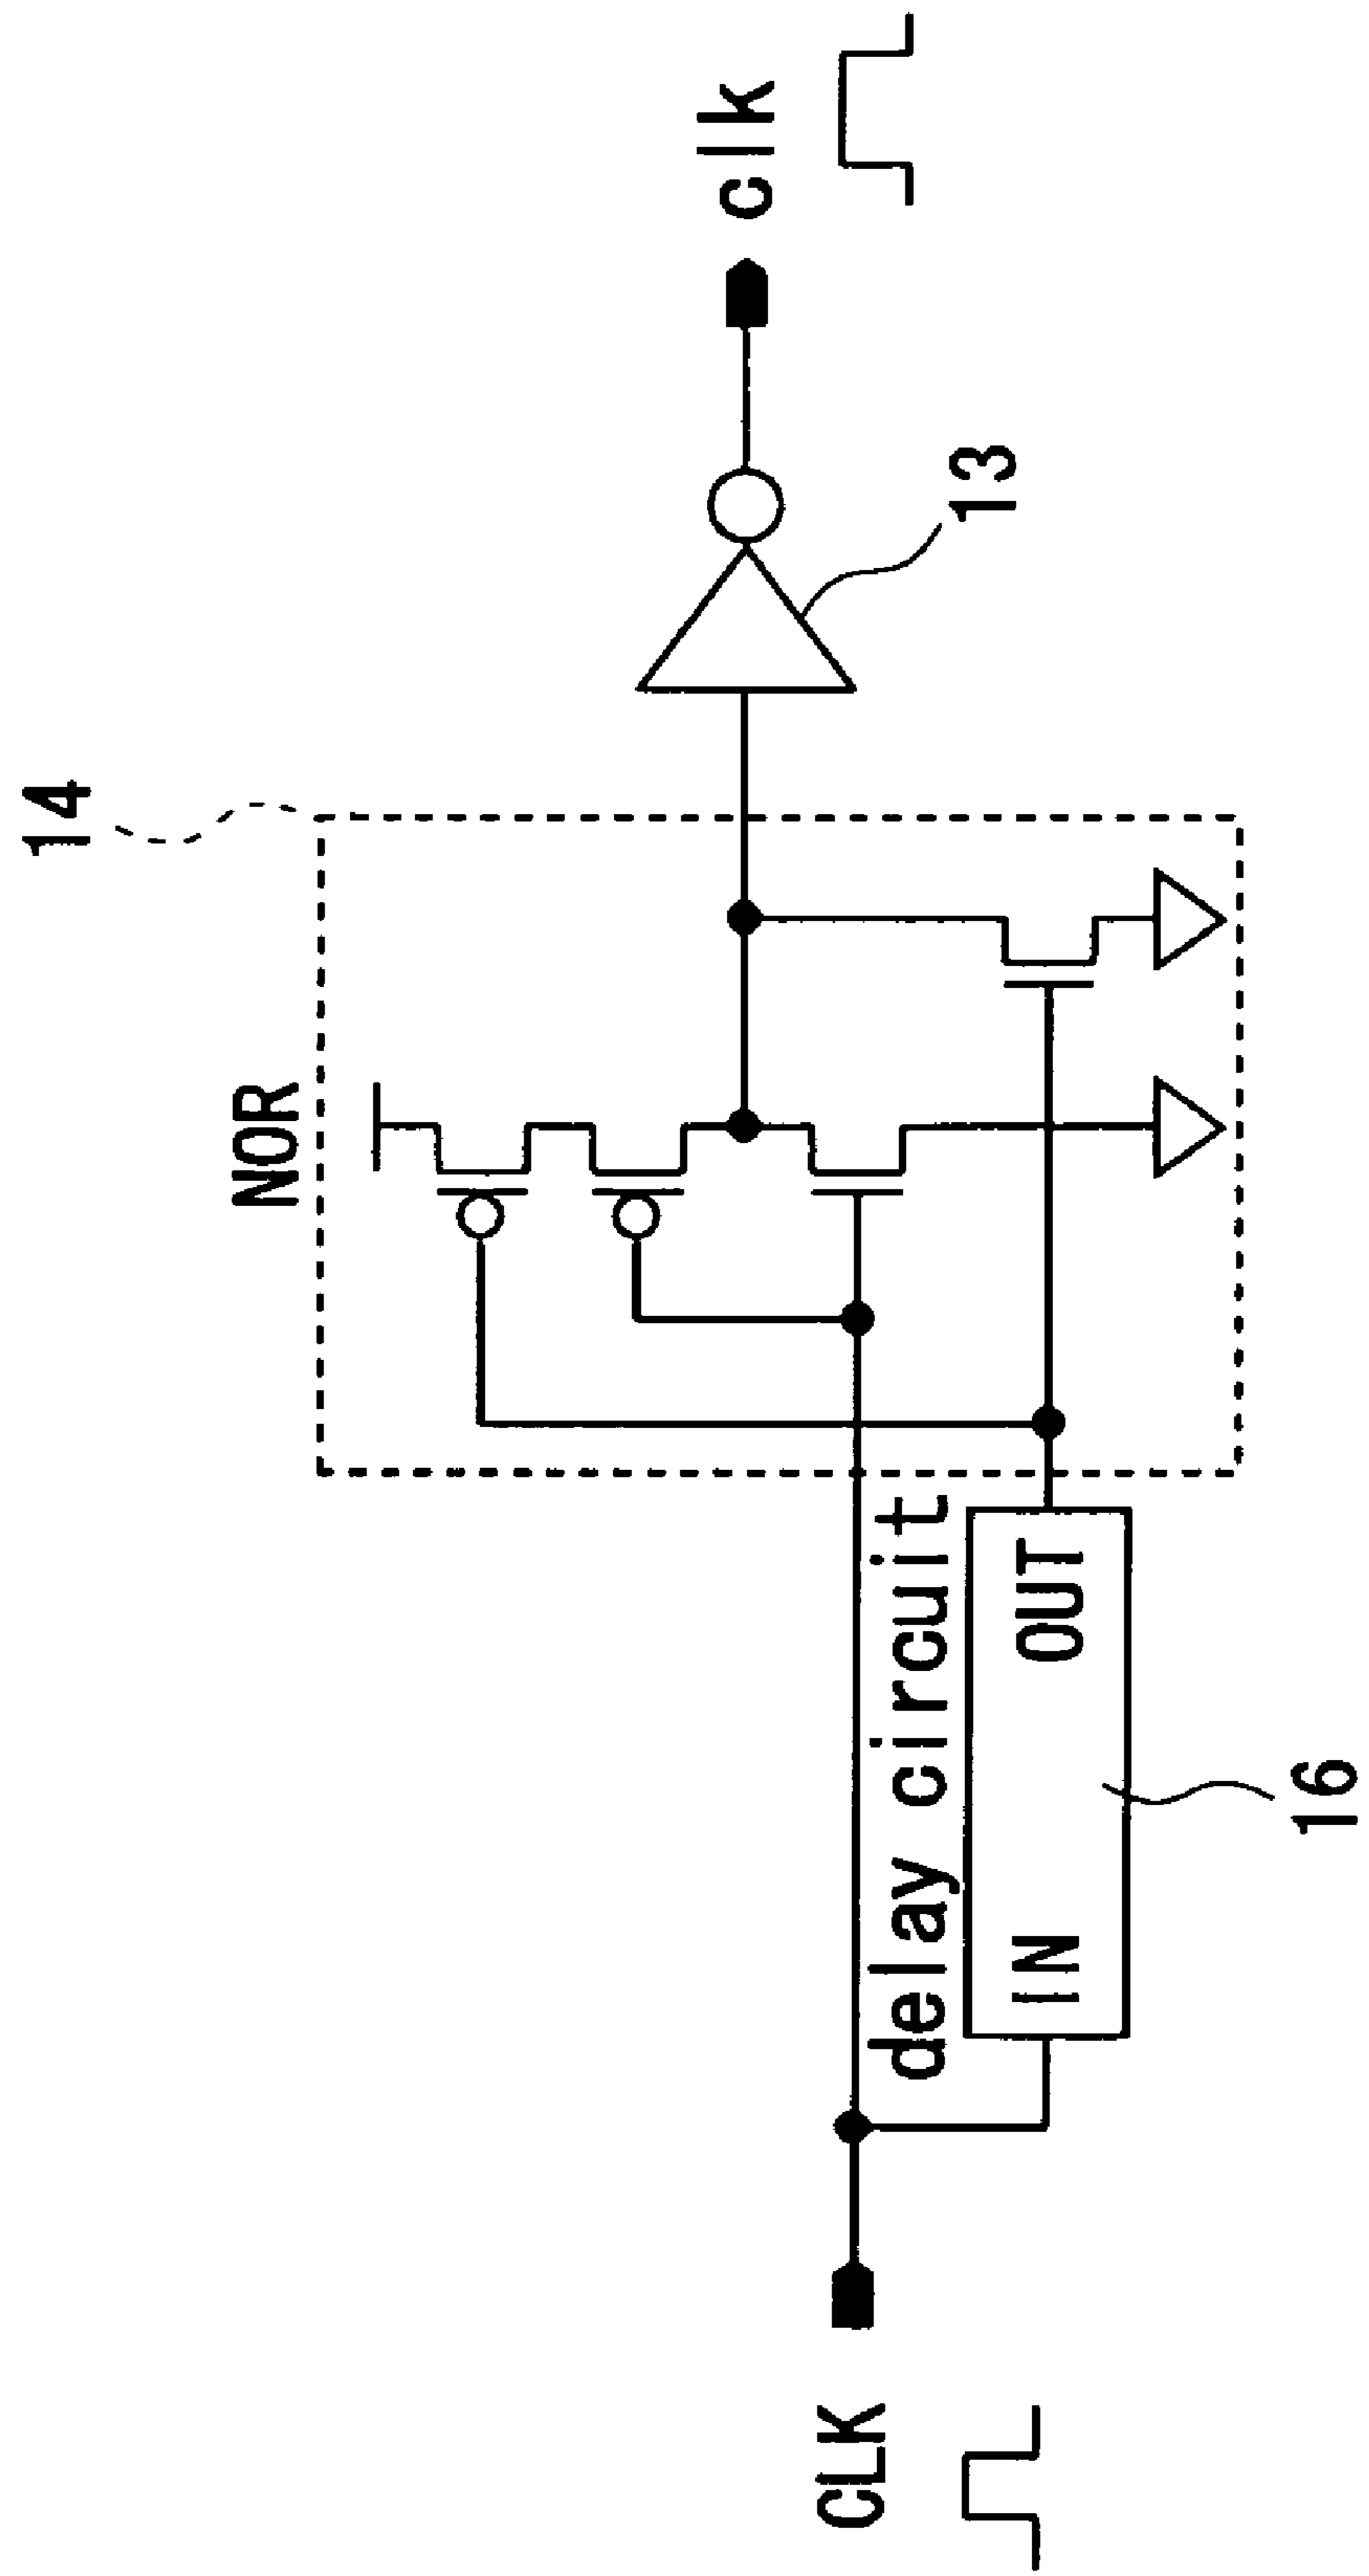 14
NOR
clk
13
CLK
delay circuit
IN
OUT
16